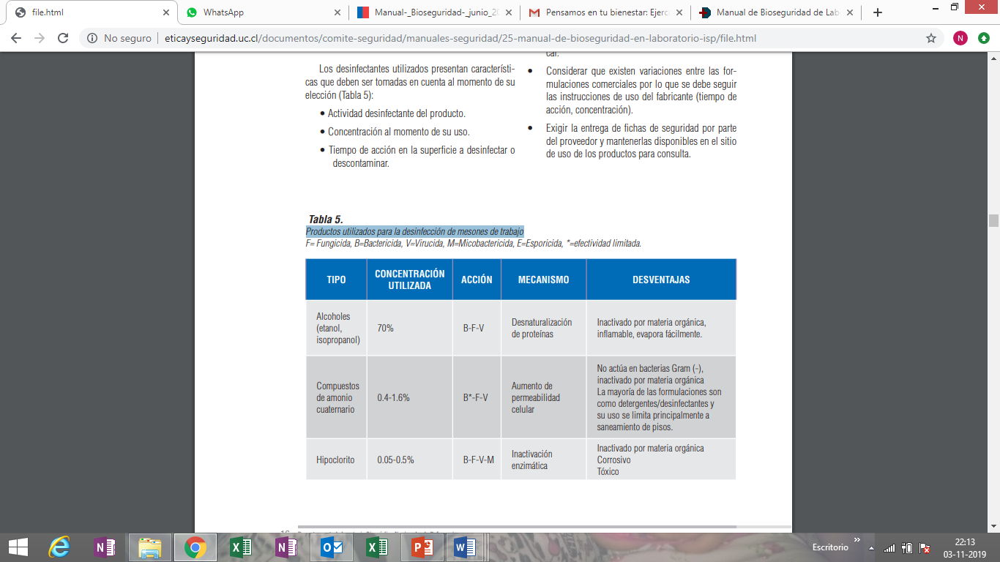 file.html
WhatsApp
Manual-_Bioseguridad-_junio_20
Pensamos en tu bienestar: Ejerc
Manual de Bioseguridad de Lab
No seguro
eticayseguridad.uc.cl/documentos/comite-seguridad/manuales-seguridad/25-manual-de-bioseguridad-en-laboratorio-isp/file.html
N
Los desinfectantes utilizados presentan característi-
cas que deben ser tomadas en cuenta al momento de su
elección (Tabla 5):
• Actividad desinfectante del producto.
• Concentración al momento de su uso.
• Tiempo de acción en la superficie a desinfectar o
descontaminar.
car.
• Considerar que existen variaciones entre las for-
mulaciones comerciales por lo que se debe seguir
las instrucciones de uso del fabricante (tiempo de
acción, concentración).
• Exigir la entrega de fichas de seguridad por parte
del proveedor y mantenerlas disponibles en el sitio
de uso de los productos para consulta.
Tabla 5.
Productos utilizados para la desinfección de mesones de trabajo
F= Fungicida, B=Bactericida, V=Virucida, M=Micobactericida, E=Esporicida, *=efectividad limitada.
TIPO
CONCENTRACIÓN
UTILIZADA
ACCIÓN
MECANISMO
DESVENTAJAS
Alcoholes
(etanol,
isopropanol)
70%
B-F-V
Desnaturalización
de proteínas
Inactivado por materia orgánica,
inflamable, evapora fácilmente.
Compuestos
de amonio
cuaternario
0.4-1.6%
B*-F-V
Aumento de
permeabilidad
celular
No actúa en bacterias Gram (-),
inactivado por materia orgánica
La mayoría de las formulaciones son
como detergentes/desinfectantes y
su uso se limita principalmente a
saneamiento de pisos.
Hipoclorito
0.05-0.5%
B-F-V-M
Inactivación
enzimática
Inactivado por materia orgánica
Corrosivo
Tóxico
Escritorio
22:13
03-11-2019